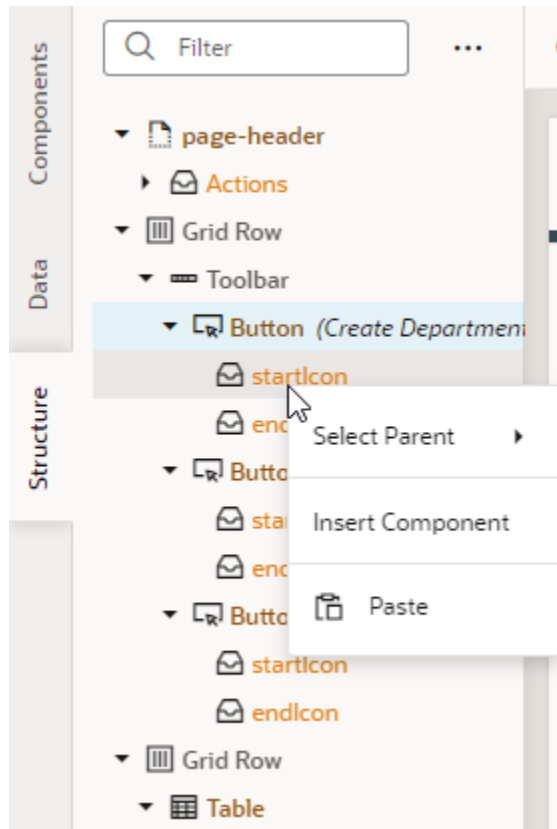 Components
Data
Structure
Filter
page-header
Actions
Grid Row
Toolbar
Button (Create Department
startIcon
Select Parent
Insert Component
Paste
startIcon
endIcon
Grid Row
Table